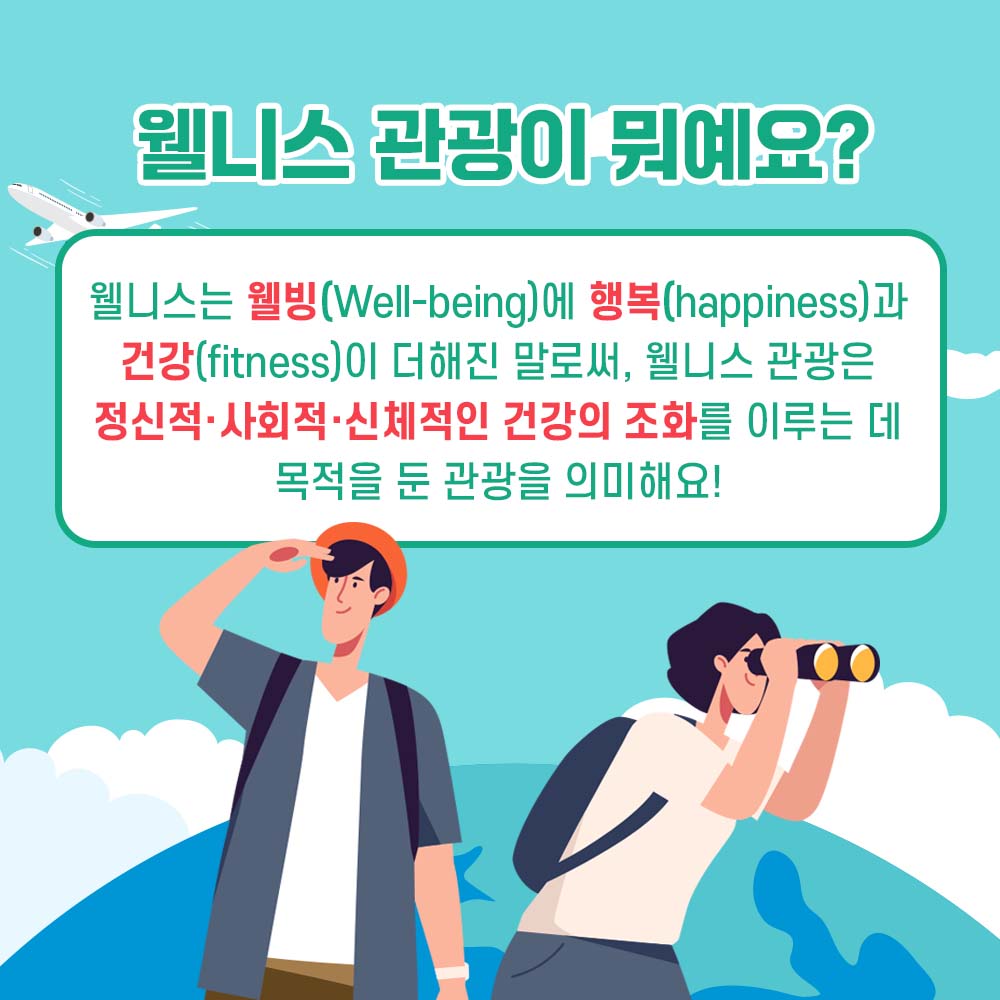 웰니스 관광이 뭐예요?
웰니스는 웰빙(Well-being)에 행복(happiness)과
건강(fitness)이 더해진 말로써, 웰니스 관광은
정신적·사회적·신체적인 건강의 조화를 이루는 데
목적을 둔 관광을 의미해요!